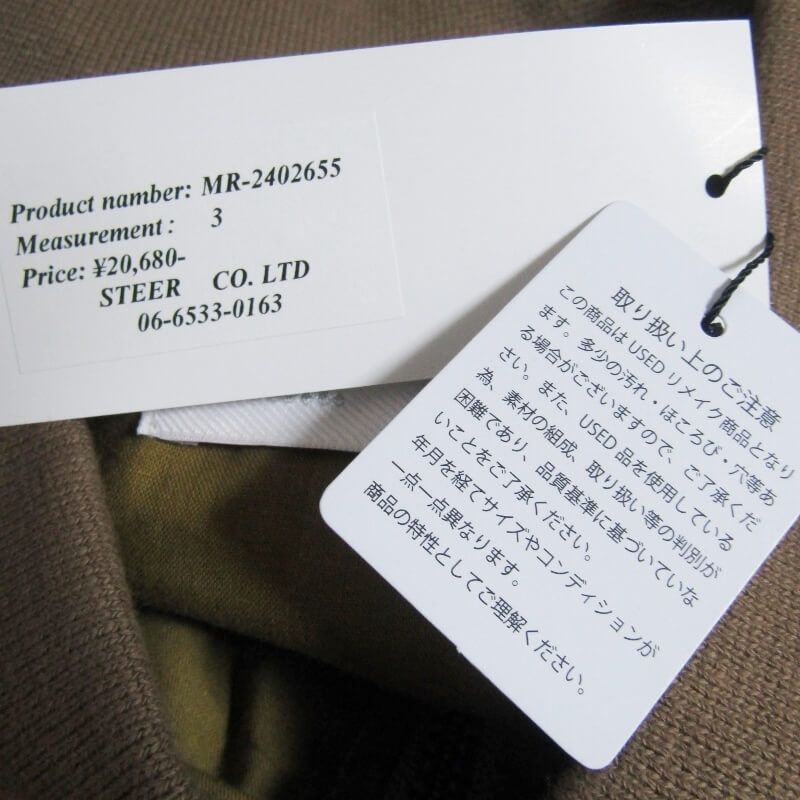 Product namber: MR-2402655
Measurement : 3
Price: ¥20,680-
STEER CO. LTD
06-6533-0163
取り扱い上のご注意
この商品は USED リメイク商品となり
ます。多少の汚れ・ほころび・穴等あ
る場合がございますので、ご了承くだ
さい。また、USED 品を使用している
為、素材の組成、取り扱い等の判別が
困難であり、品質基準に基づいていな
いことをご了承ください。
年月を経てサイズやコンディションが
一点一点異なります。
商品の特性としてご理解ください。